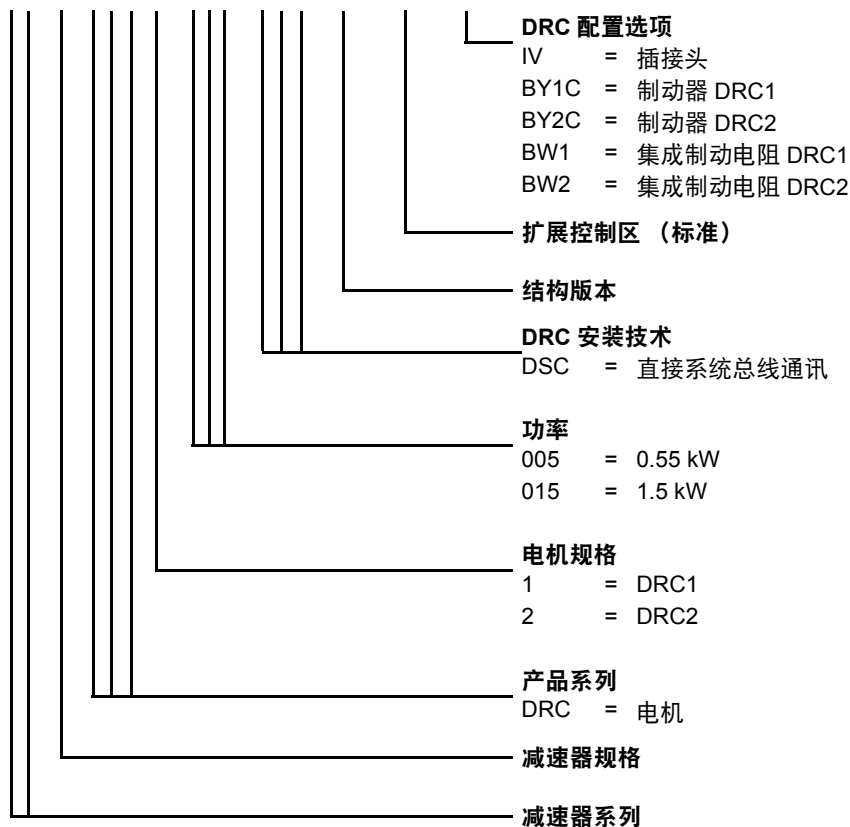 DRC 配置选项
IV = 插接头
BY1C = 制动器 DRC1
BY2C = 制动器 DRC2
BW1 = 集成制动电阻 DRC1
BW2 = 集成制动电阻 DRC2
扩展控制区 （标准）
结构版本
DRC 安装技术
DSC = 直接系统总线通讯
功率
005 = 0.55 kW
015 = 1.5 kW
电机规格
1 = DRC1
2 = DRC2
产品系列
DRC = 电机
减速器规格
减速器系列